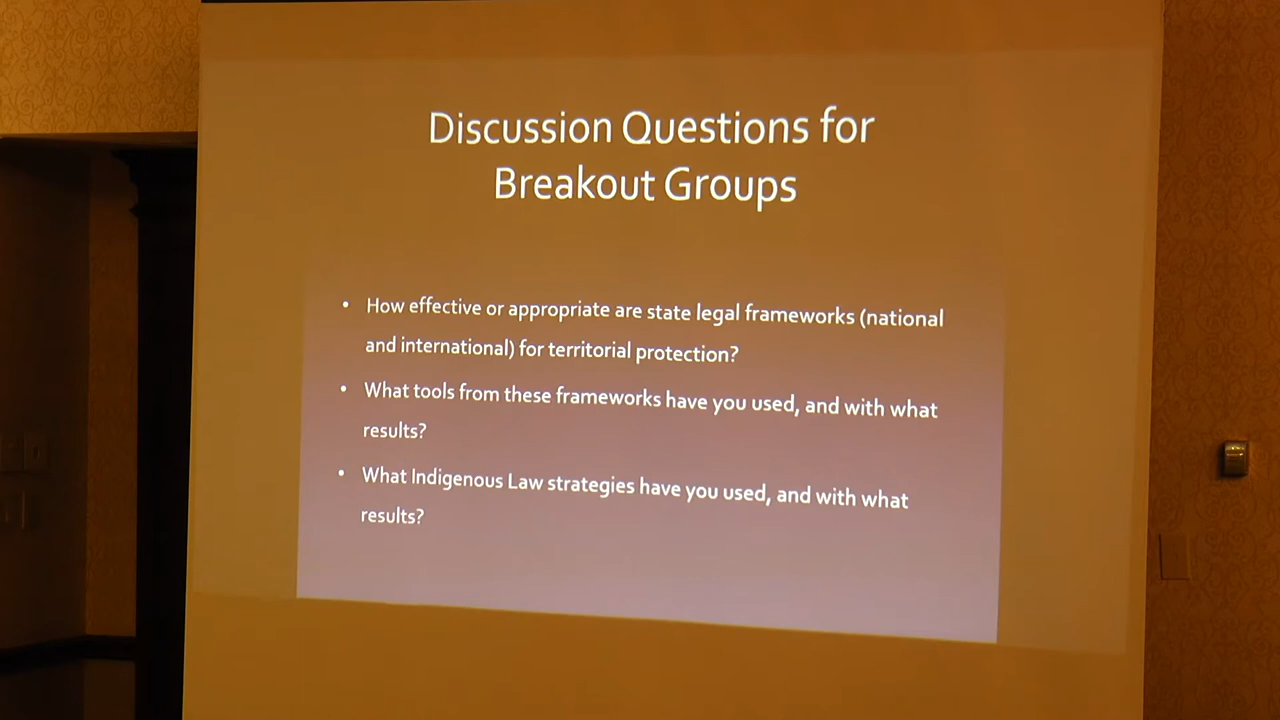 Discussion Questions for
Breakout Groups
• How effective or appropriate are state legal frameworks (national
and international) for territorial protection?
• What tools from these frameworks have you used, and with what
results?
• What Indigenous Law strategies have you used, and with what
results?